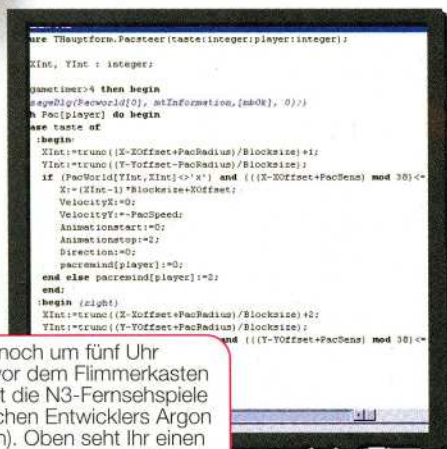 ure THauptform.Pacsteer(taste:integer;player:integer);
XInt, YInt : integer;
gametimer>4 then begin
sageDlg(Pacworld[0], mtInformation,[mbOk], 0);)
h Pac[player] do begin
ase taste of
:begin
XInt:=trunc((X-XOffset+PacRadius)/Blocksize)+1;
YInt:=trunc((Y-YOffset-PacRadius)/Blocksize);
if (PacWorld[YInt,XInt]<>'x') and (((X-XOffset+PacSens) mod 38)<=
X:=(XInt-1)*Blocksize+XOffset;
VelocityX:=0;
VelocityY:=-PacSpeed;
Animationstart:=0;
Animationstop:=2;
Direction:=0;
pacremind[player]:=0;
end else pacremind[player]:=2;
end;
:begin (right)
XInt:=trunc((X-Xoffset+PacRadius)/Blocksize)+2;
YInt:=trunc((Y-Yoffset+PacRadius)/Blocksize);
and (((Y-YOffset+PacSens) mod 38)<=
noch um fünf Uhr
vor dem Flimmerkasten
t die N3-Fernsehspiele
chen Entwicklers Argon
n). Oben seht Ihr einen